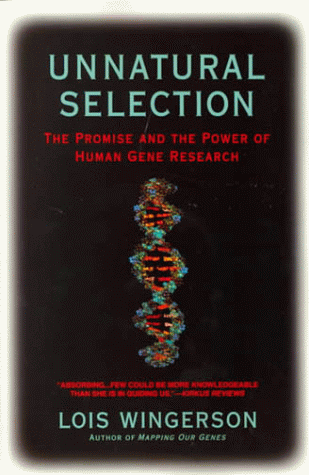 UNNATURAL
SELECTION
THE PROMISE AND THE POWER OF
HUMAN GENE RESEARCH
"ABSORBING...FEW COULD BE MORE KNOWLEDGEABLE
THAN SHE IS IN GUIDING US."—KIRKUS REVIEWS
LOIS WINGERSON
AUTHOR OF MAPPING OUR GENES